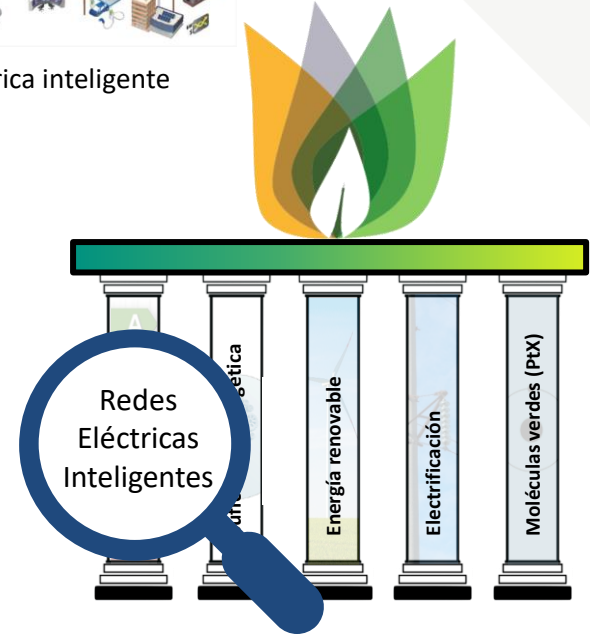 rica inteligente
Redes
Eléctricas
Inteligentes
Energía renovable
Electrificación
Moléculas verdes (PtX)